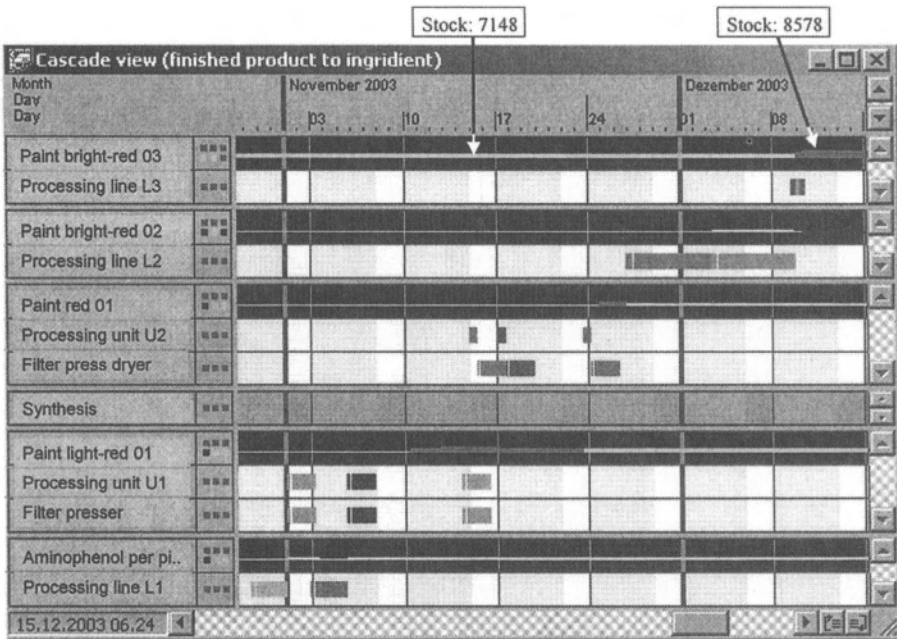 Stock: 7148
Stock: 8578
Cascade view (finished product to ingridient)
Month
Day
Day
November 2003
Dezember 2003
03
10
17
24
01
08
Paint bright-red 03
Processing line L3
Paint bright-red 02
Processing line L2
Paint red 01
Processing unit U2
Filter press dryer
Synthesis
Paint light-red 01
Processing unit U1
Filter presser
Aminophenol per pi..
Processing line L1
15.12.2003 06.24